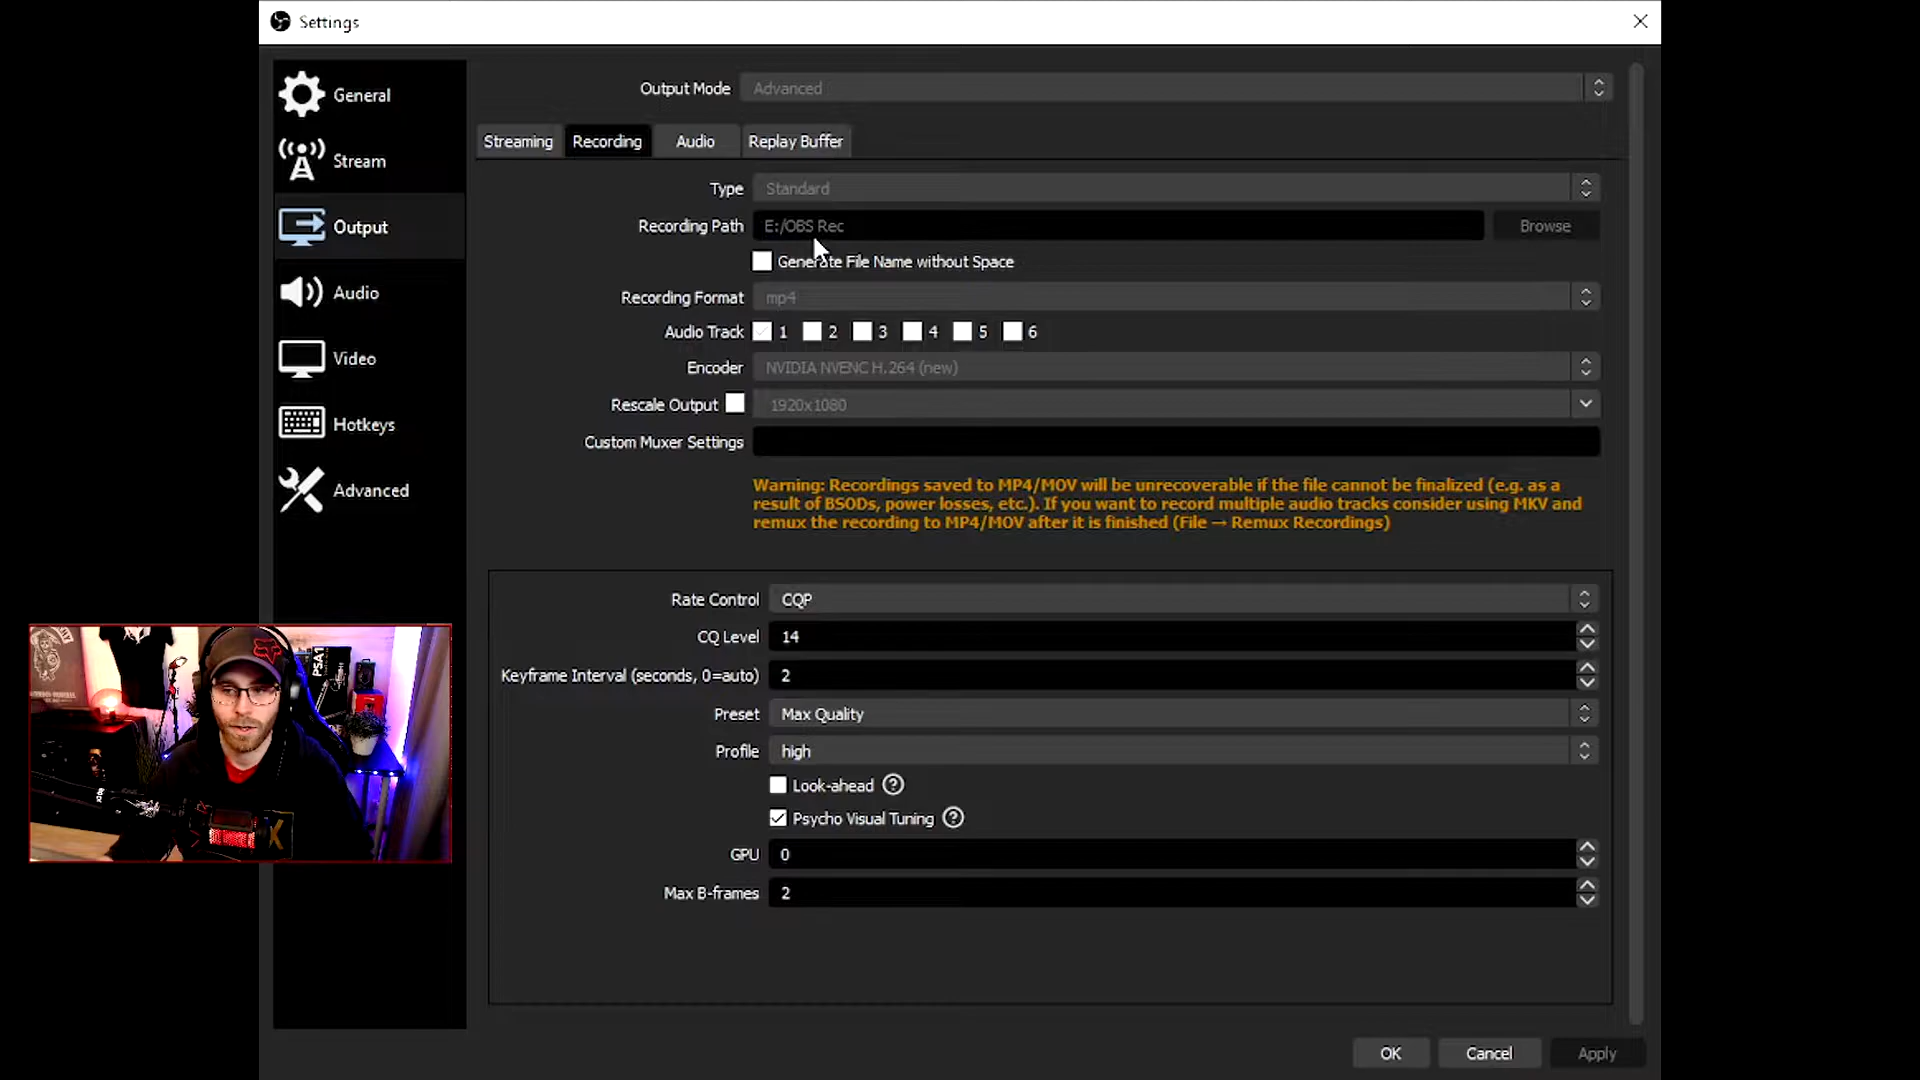 Settings
General
Stream
Output
Audio
Video
Hotkeys
Advanced
Output Mode Advanced
Streaming Recording Audio Replay Buffer
Type Standard
Recording Path E:/OBS Rec Browse
Generate File Name without Space
Recording Format mp4
Audio Track 1 2 3 4 5 6
Encoder NVIDIA NVENC H.264 (new)
Rescale Output 1920x1080
Custom Muxer Settings
Warning: Recordings saved to MP4/MOV will be unrecoverable if the file cannot be finalized (e.g. as a
result of BSODs, power losses, etc.). If you want to record multiple audio tracks consider using MKV and
remux the recording to MP4/MOV after it is finished (File → Remux Recordings)
Rate Control CQP
CQ Level 14
Keyframe Interval (seconds, 0=auto) 2
Preset Max Quality
Profile high
Look-ahead ?
Psycho Visual Tuning ?
GPU 0
Max B-frames 2
OK Cancel Apply
PSA1